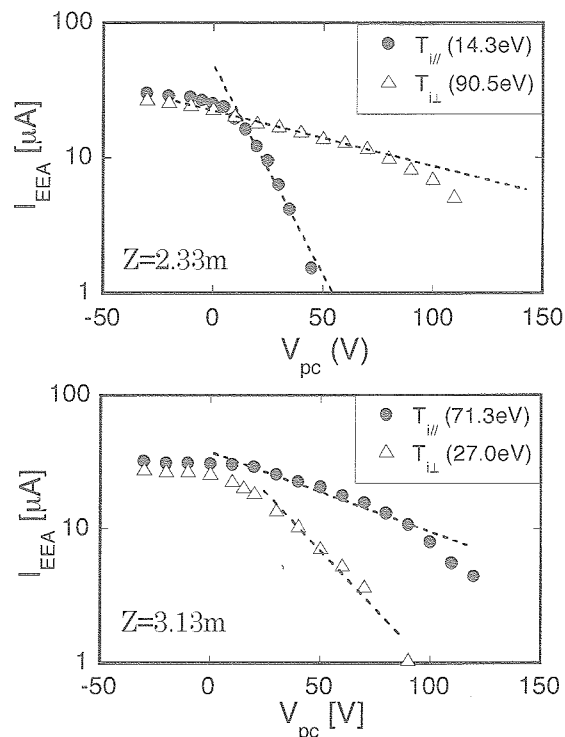 100
10
1
I_EEA [μA]
● T_i// (14.3eV)
△ T_i⊥ (90.5eV)
Z=2.33m
-50 0 50 100 150
V_pc (V)
100
10
1
I_EEA [μA]
● T_i// (71.3eV)
△ T_i⊥ (27.0eV)
Z=3.13m
-50 0 50 100 150
V_pc [V]